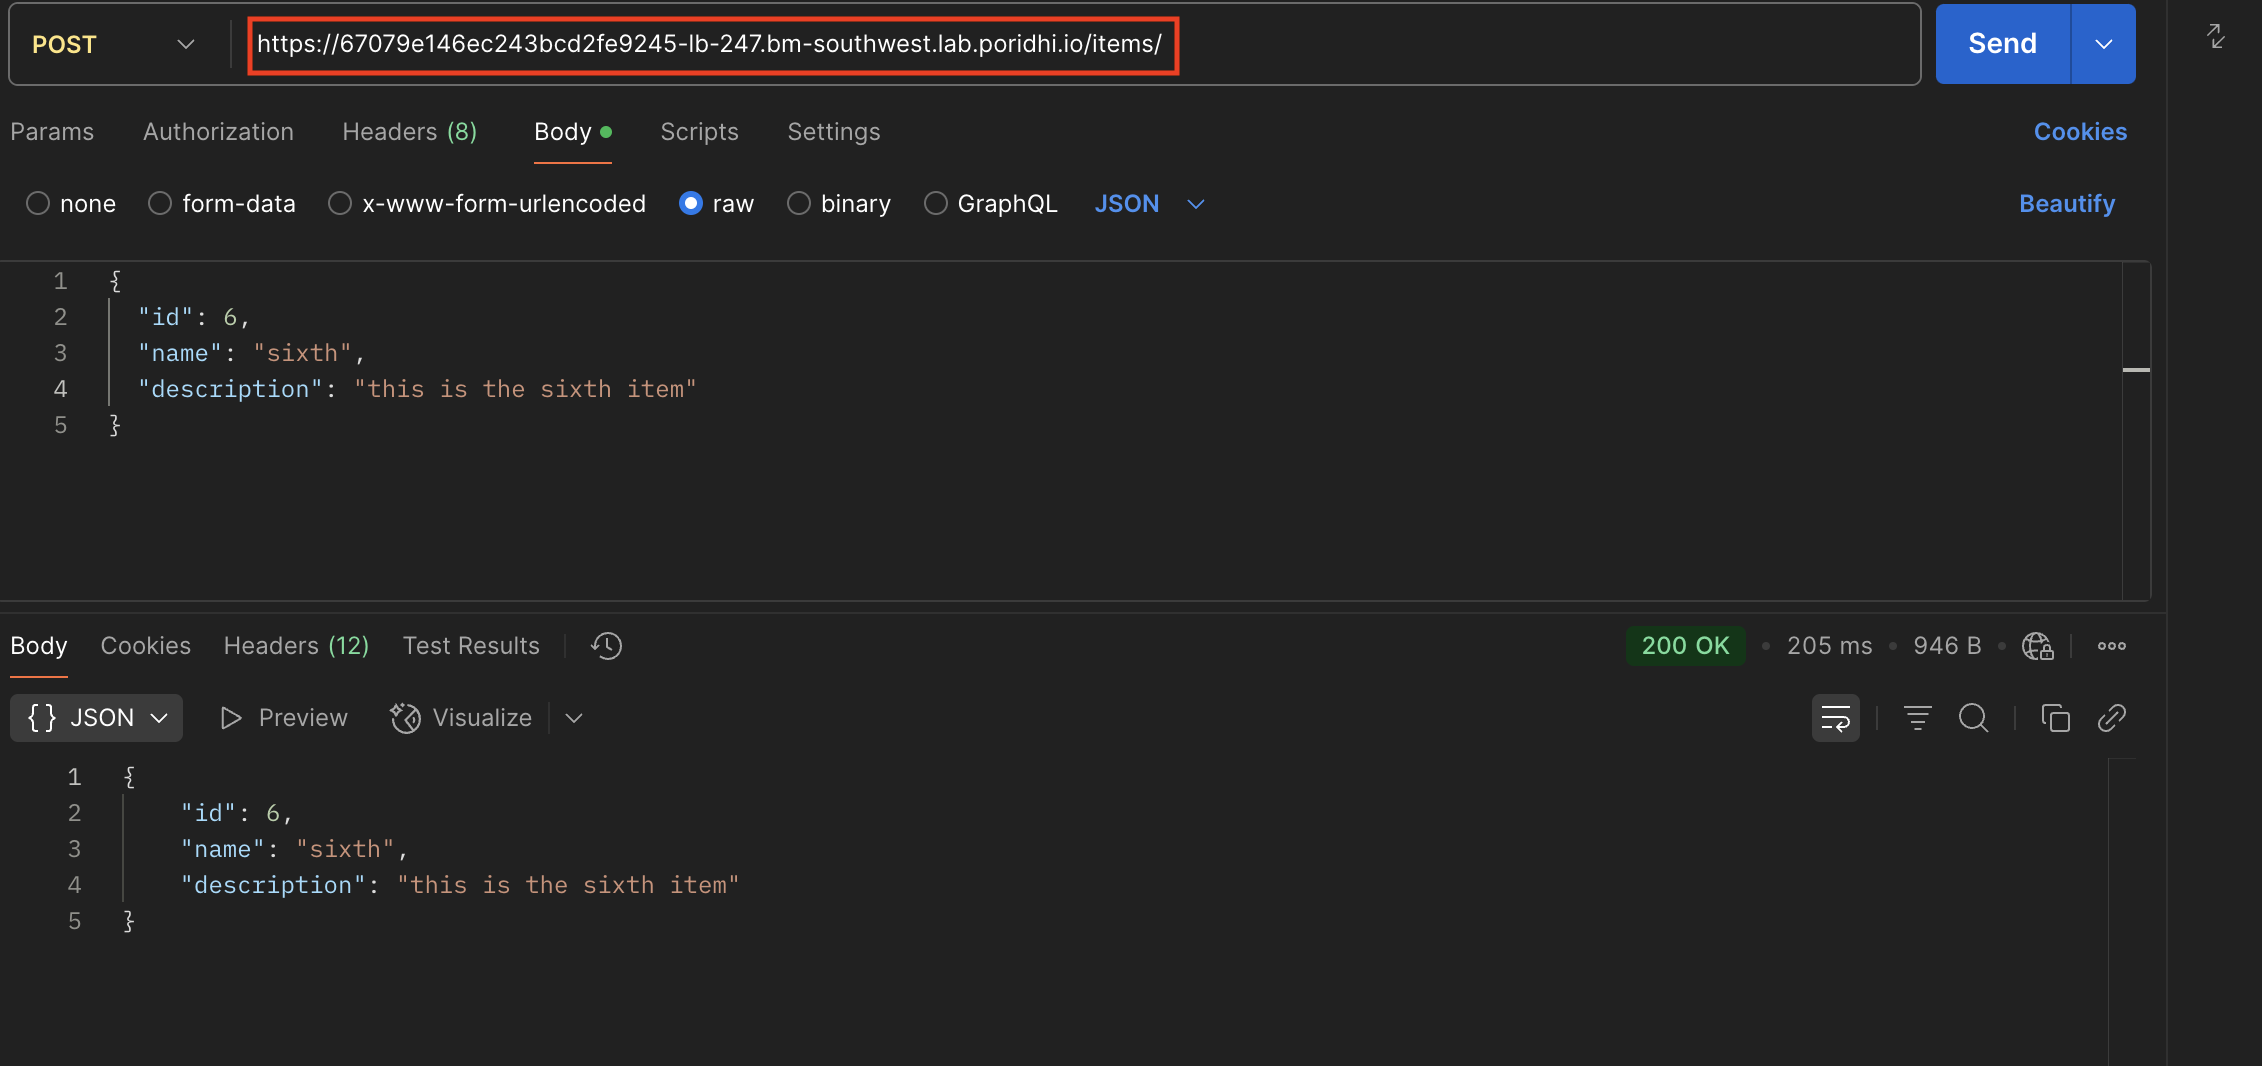 POST https://67079e146ec243bcd2fe9245-lb-247.bm-southwest.lab.poridhi.io/items/ Send
Params Authorization Headers (8) Body Scripts Settings Cookies
none form-data x-www-form-urlencoded raw binary GraphQL JSON Beautify
1 {
2 "id": 6,
3 "name": "sixth",
4 "description": "this is the sixth item"
5 }
Body Cookies Headers (12) Test Results 200 OK • 205 ms • 946 B •
{} JSON Preview Visualize
1 {
2 "id": 6,
3 "name": "sixth",
4 "description": "this is the sixth item"
5 }